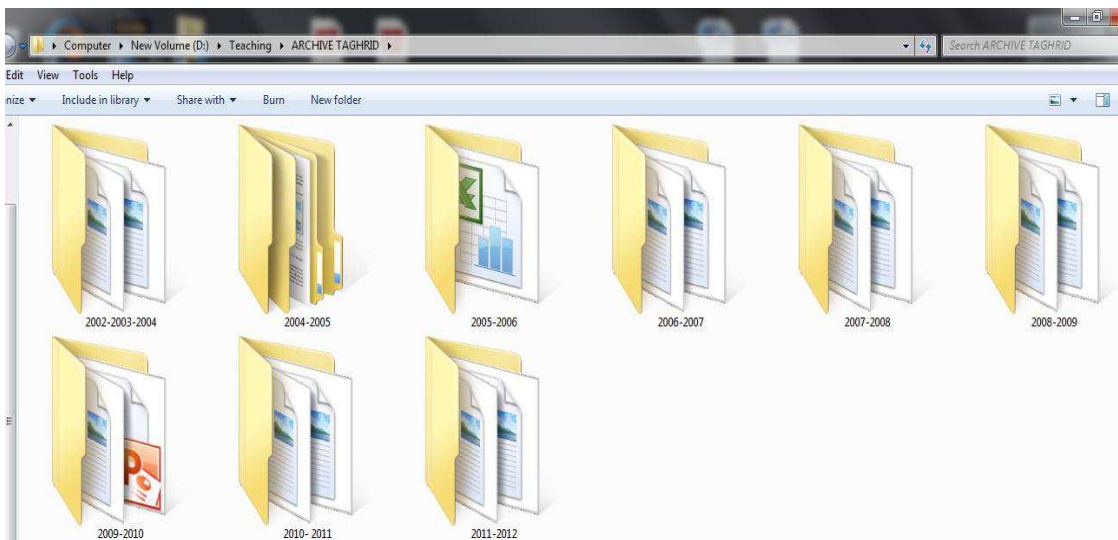 Computer ▸ New Volume (D:) ▸ Teaching ▸ ARCHIVE TAGHRID ▸ Search ARCHIVE TAGHRID
Edit View Tools Help
nize Include in library Share with Burn New folder
2002-2003-2004 2004-2005 2005-2006 2006-2007 2007-2008 2008-2009
2009-2010 2010- 2011 2011-2012